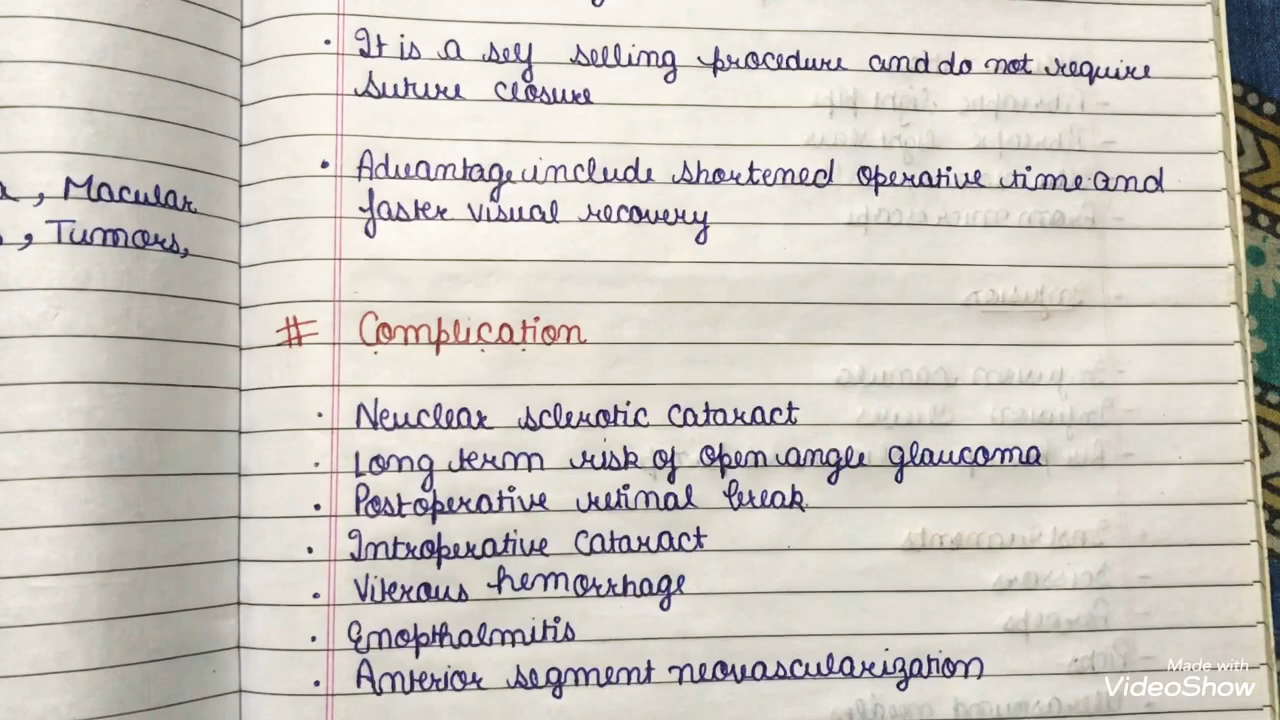 , Macular
, Tumors,
. It is a self selling procedure and do not require
suture closure
. Advantage include shortened operative time and
faster visual recovery
# Complication
. Neuclear sclerotic cataract
. Long term risk of open angle glaucoma
. Postoperative retinal break
. Introperative cataract
. Viterous hemorrhage
. Enopthalmitis
. Anterior segment neovascularization
Made with
VideoShow